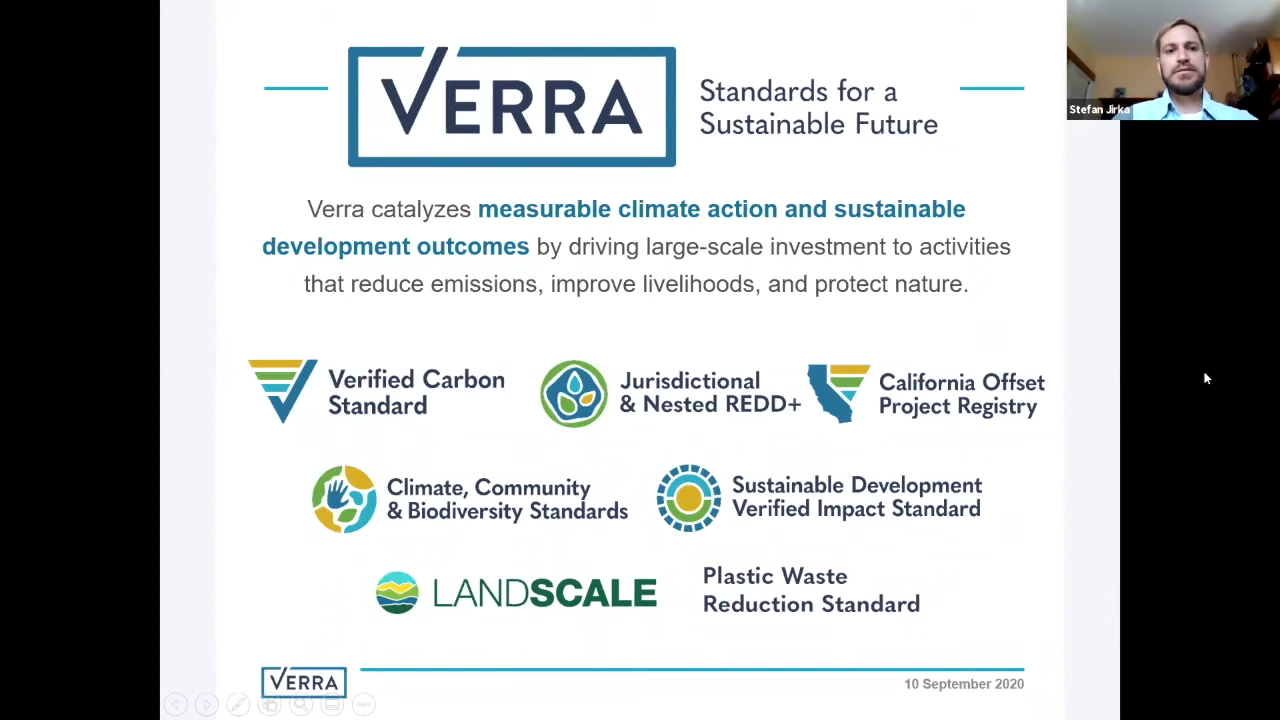 VERRA
Standards for a
Sustainable Future
Stefan Jirka
Verra catalyzes measurable climate action and sustainable
development outcomes by driving large-scale investment to activities
that reduce emissions, improve livelihoods, and protect nature.
Verified Carbon
Standard
Jurisdictional
& Nested REDD+
California Offset
Project Registry
Climate, Community
& Biodiversity Standards
Sustainable Development
Verified Impact Standard
LANDSCALE
Plastic Waste
Reduction Standard
VERRA
10 September 2020